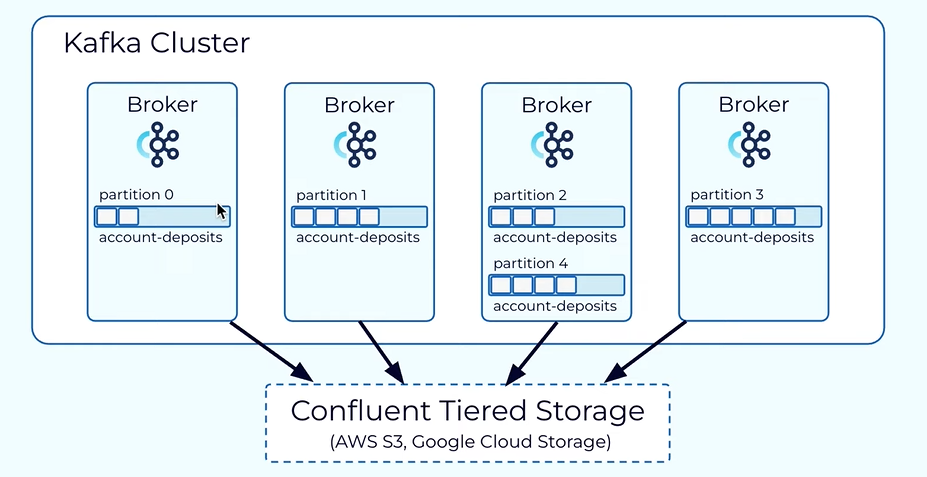 Kafka Cluster
Broker
partition 0
account-deposits
Broker
partition 1
account-deposits
Broker
partition 2
account-deposits
partition 4
account-deposits
Broker
partition 3
account-deposits
Confluent Tiered Storage
(AWS S3, Google Cloud Storage)